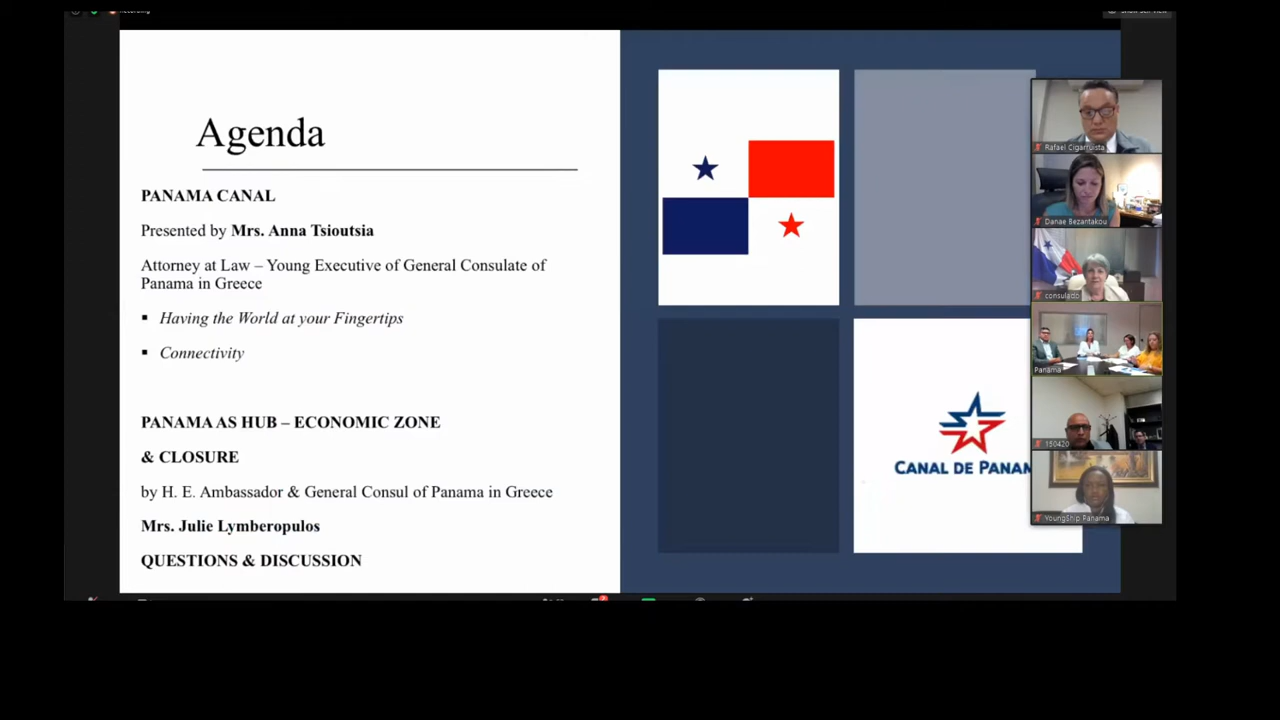 Agenda
PANAMA CANAL
Presented by Mrs. Anna Tsioutsia
Attorney at Law – Young Executive of General Consulate of
Panama in Greece
▪ Having the World at your Fingertips
▪ Connectivity
PANAMA AS HUB – ECONOMIC ZONE
& CLOSURE
by H. E. Ambassador & General Consul of Panama in Greece
Mrs. Julie Lymberopulos
QUESTIONS & DISCUSSION
CANAL DE PANAM
Rafael Cigarruista
Danae Bezantakou
consulado
Panama
150420
YoungShip Panama